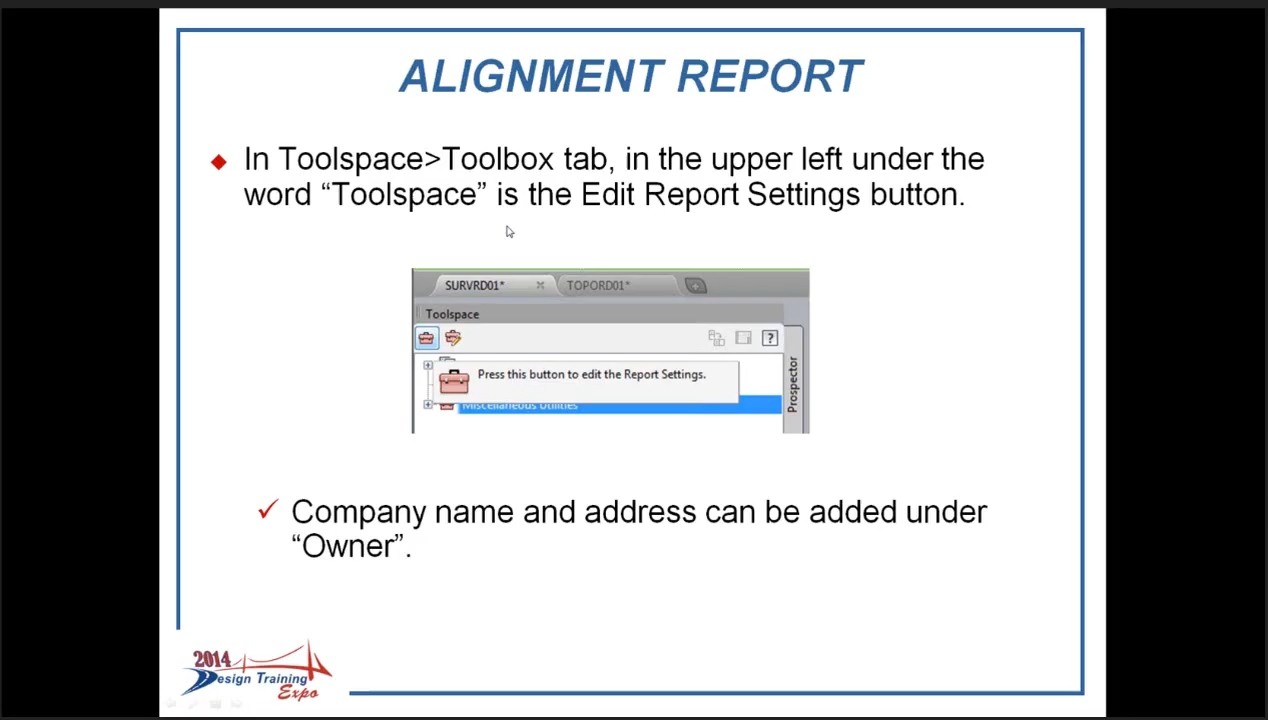 ALIGNMENT REPORT
In Toolspace>Toolbox tab, in the upper left under the
word “Toolspace” is the Edit Report Settings button.
SURVRD01*
TOPORD01*
Toolspace
?
Press this button to edit the Report Settings.
Miscellaneous Utilities
Prospector
Company name and address can be added under
“Owner”.
2014
Design Training
Expo